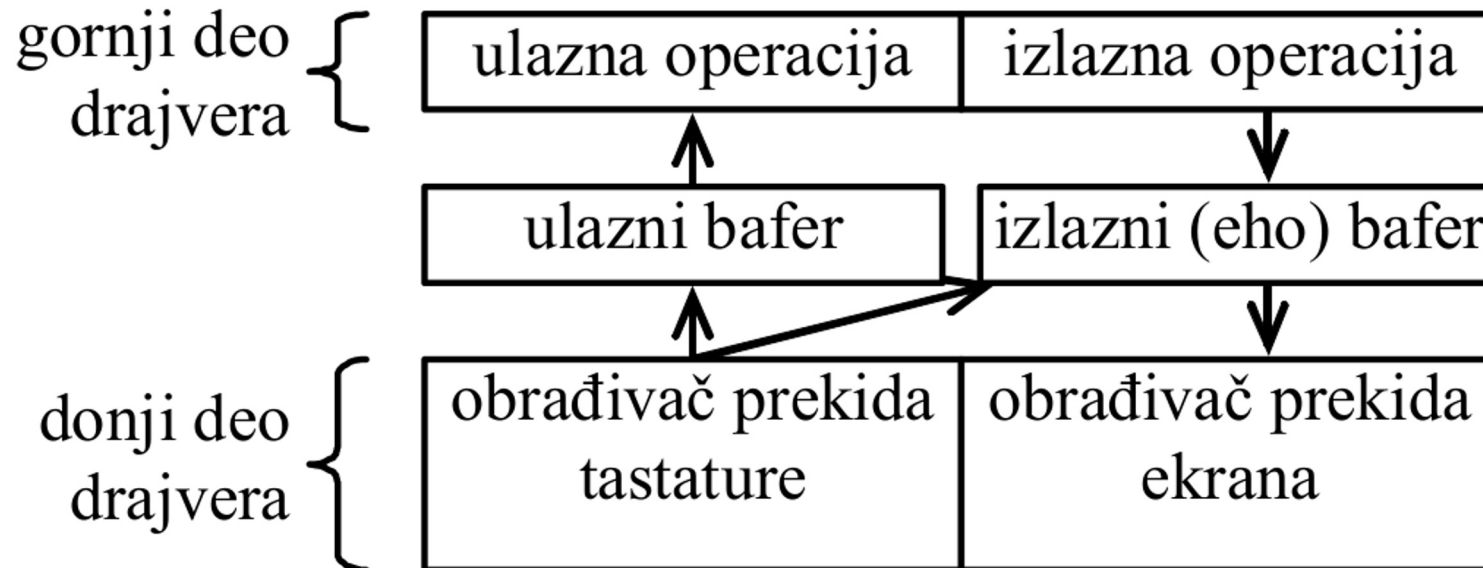 gornji deo
drajvera
ulazna operacija
izlazna operacija
ulazni bafer
izlazni (eho) bafer
donji deo
drajvera
obrađivač prekida
tastature
obrađivač prekida
ekrana